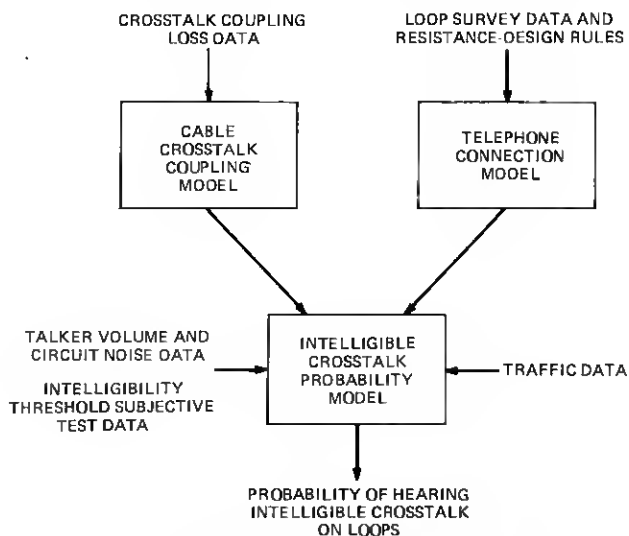 CROSSTALK COUPLING
LOSS DATA
LOOP SURVEY DATA AND
RESISTANCE-DESIGN RULES
CABLE
CROSSTALK
COUPLING
MODEL
TELEPHONE
CONNECTION
MODEL
TALKER VOLUME AND
CIRCUIT NOISE DATA
INTELLIGIBILITY
THRESHOLD SUBJECTIVE
TEST DATA
INTELLIGIBLE
CROSSTALK
PROBABILITY
MODEL
TRAFFIC DATA
PROBABILITY OF HEARING
INTELLIGIBLE CROSSTALK
ON LOOPS